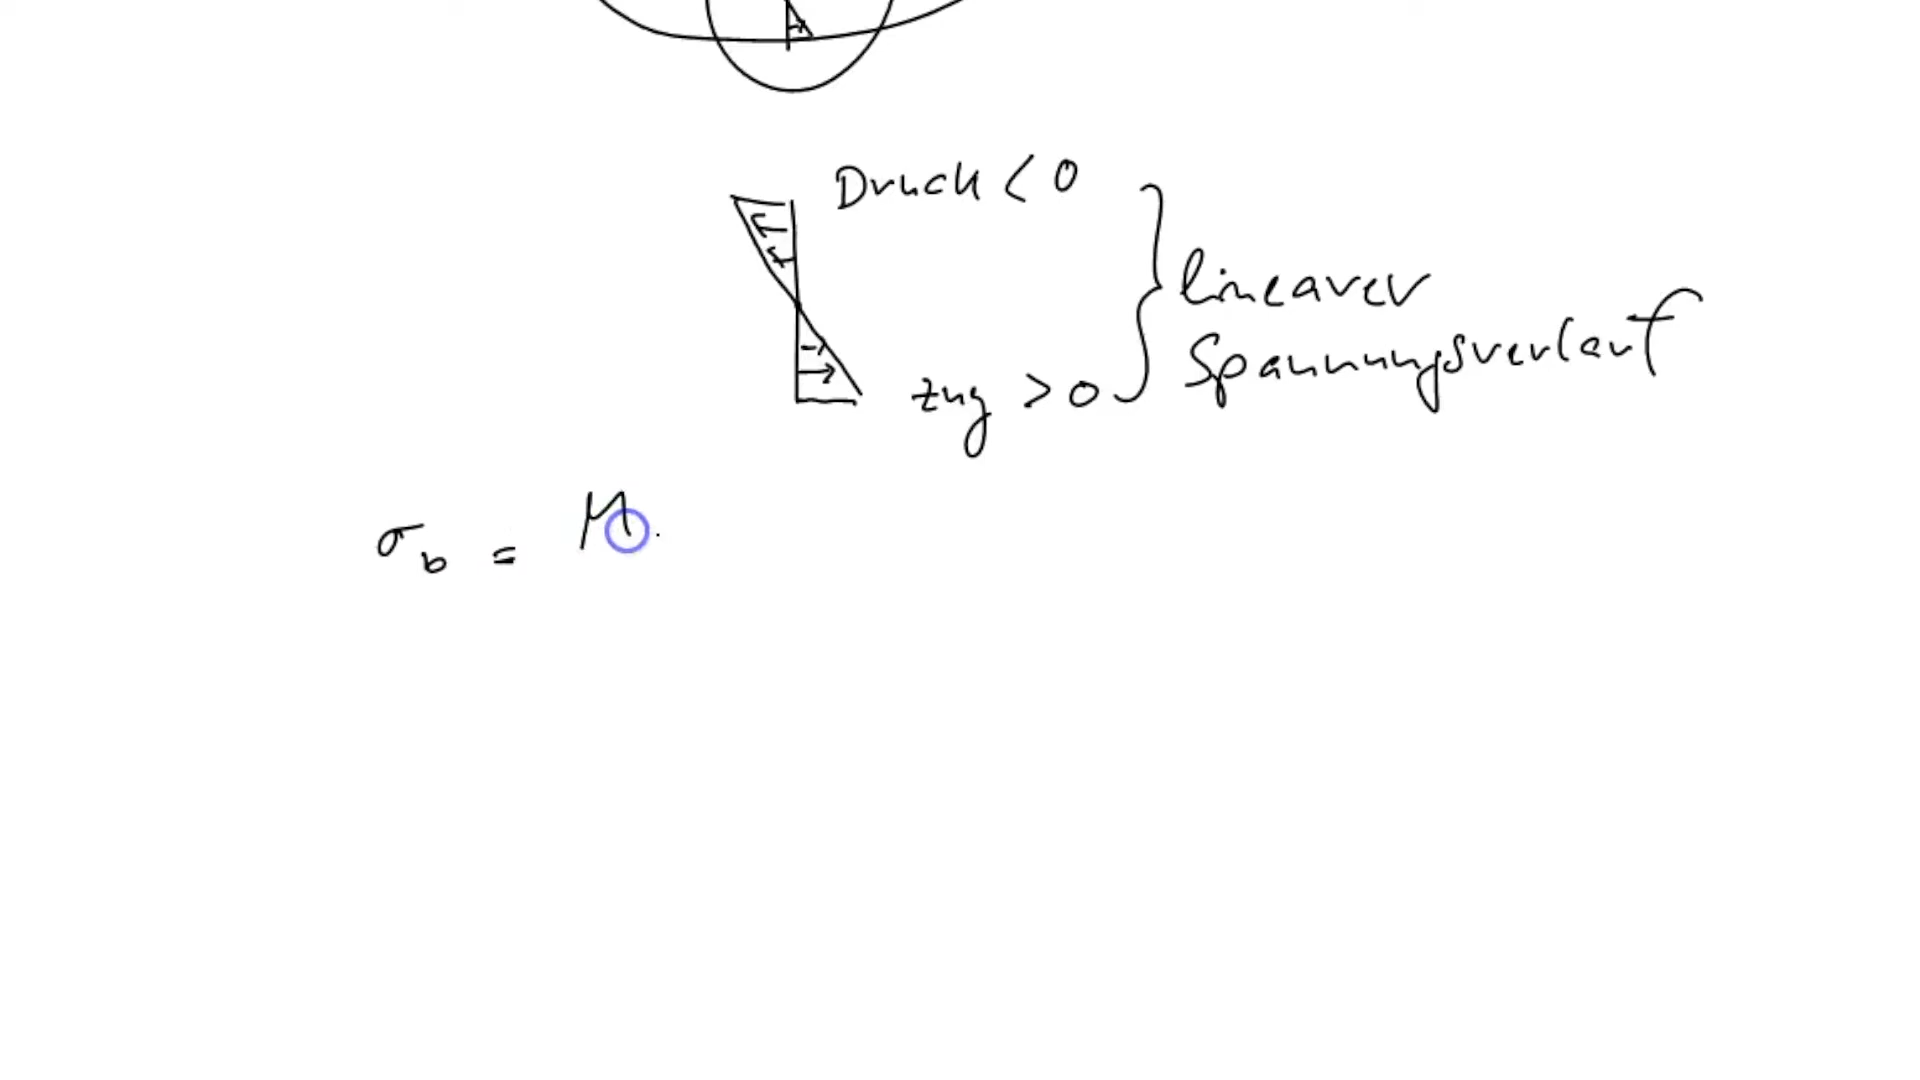 Druck < 0
linearer
Spannungsverlauf
zug > 0
σb = M